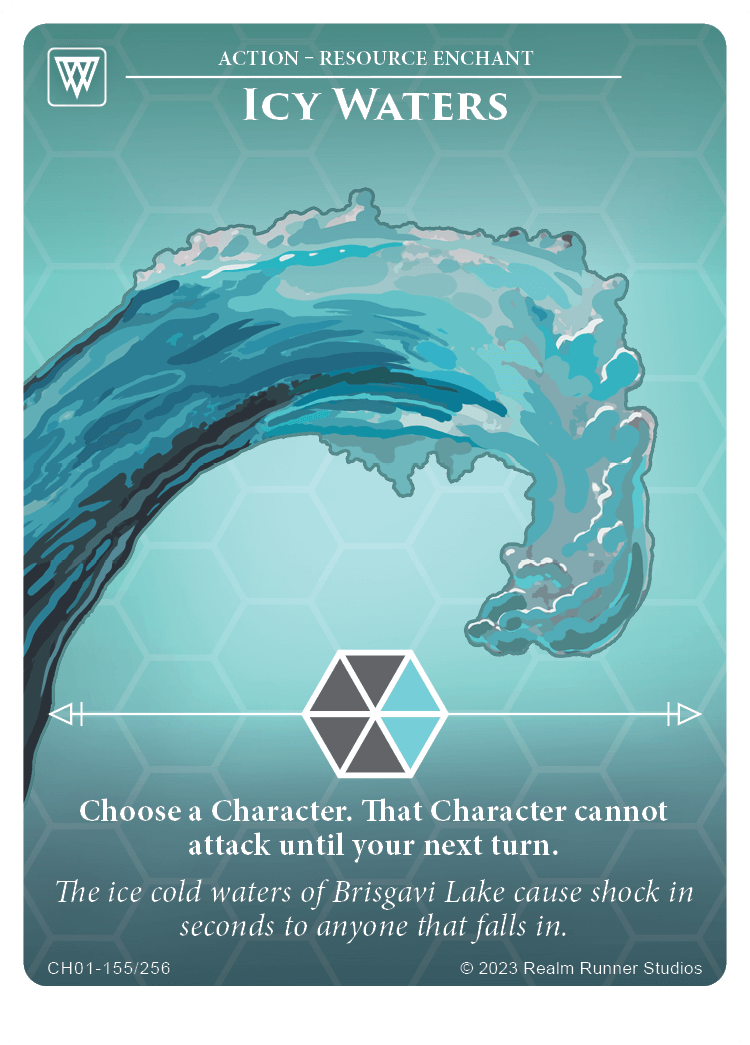 ACTION – RESOURCE ENCHANT
Icy Waters
Choose a Character. That Character cannot
attack until your next turn.
The ice cold waters of Brisgavi Lake cause shock in
seconds to anyone that falls in.
CH01-155/256
© 2023 Realm Runner Studios